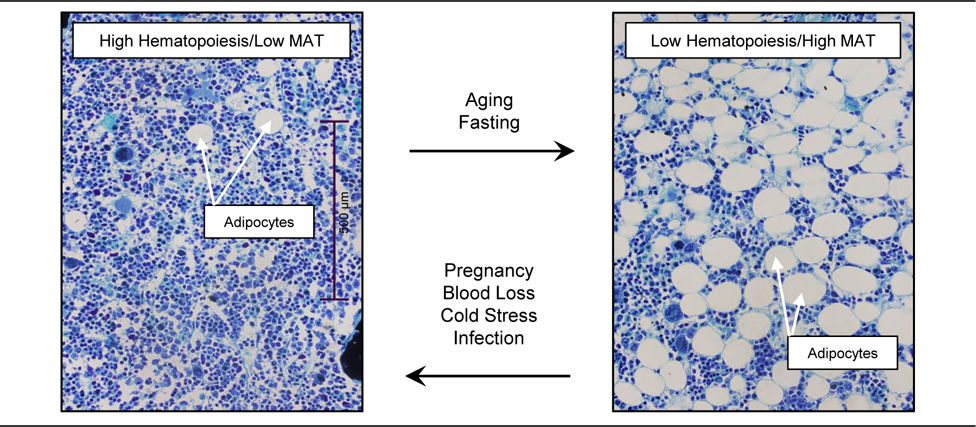 High Hematopoiesis/Low MAT
Adipocytes
500 μm
Aging
Fasting
Pregnancy
Blood Loss
Cold Stress
Infection
Low Hematopoiesis/High MAT
Adipocytes